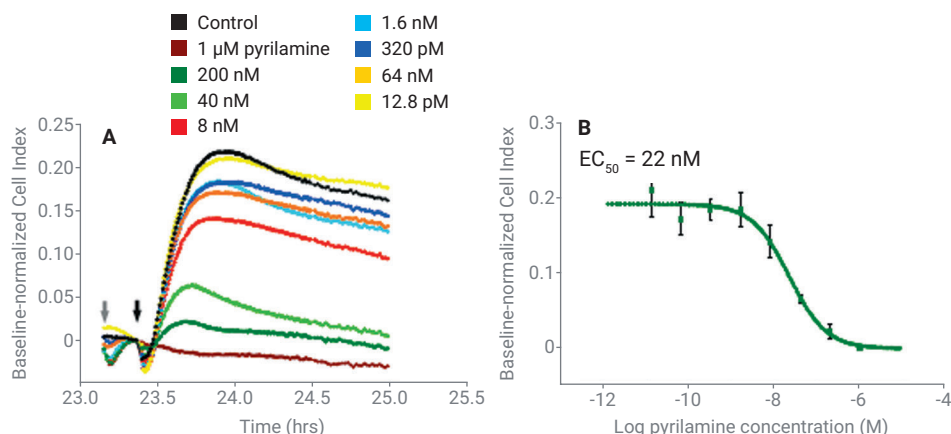 Control
1 µM pyrilamine
200 nM
40 nM
8 nM
1.6 nM
320 pM
64 nM
12.8 pM
A
Baseline-normalized Cell Index
0.25
0.20
0.15
0.10
0.05
0
23.0 23.5 24.0 24.5 25.0 25.5
Time (hrs)
B
EC50 = 22 nM
Baseline-normalized Cell Index
0.3
0.2
0.1
0
-12 -10 -8 -6 -4
Log pyrilamine concentration (M)